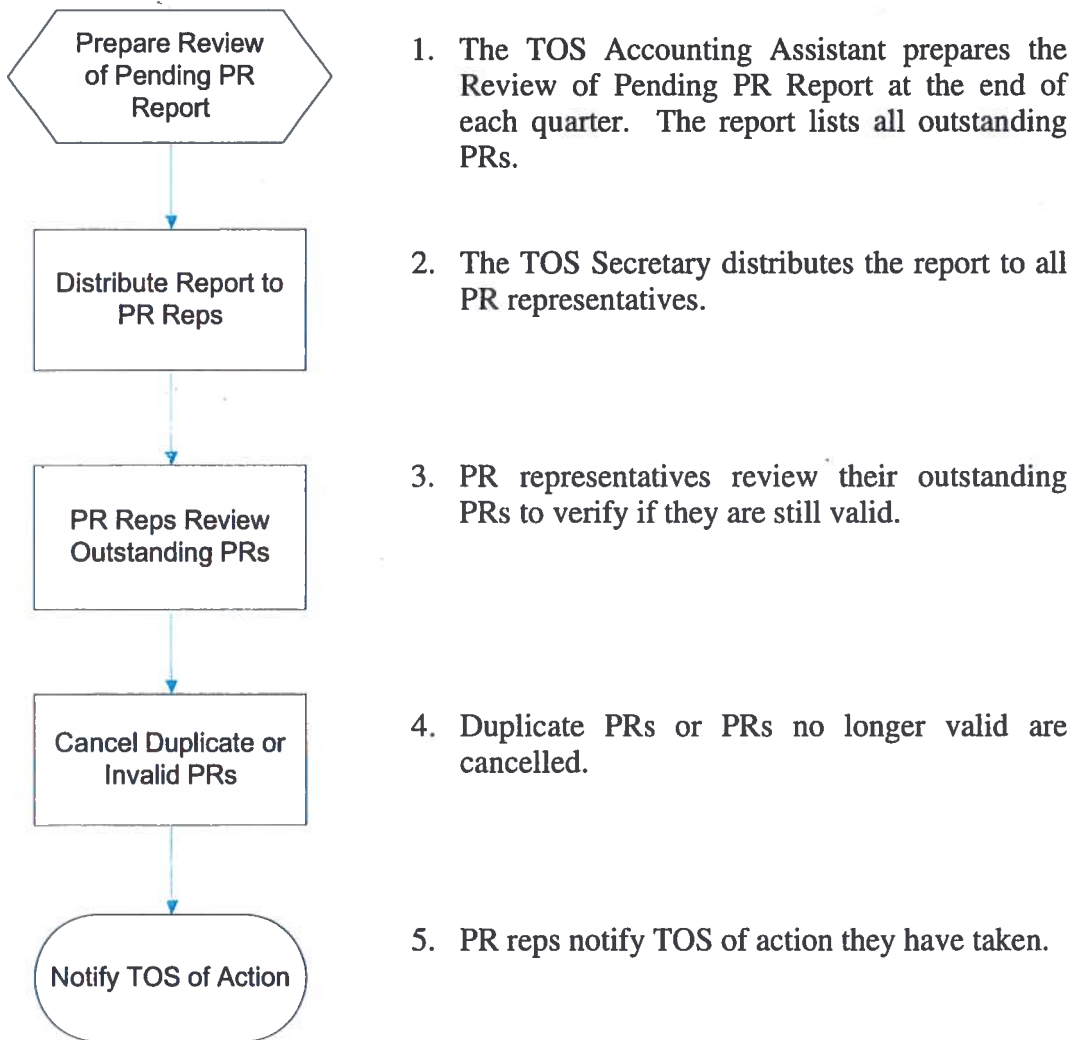 Prepare Review
of Pending PR
Report
1. The TOS Accounting Assistant prepares the
Review of Pending PR Report at the end of
each quarter. The report lists all outstanding
PRs.
Distribute Report to
PR Reps
2. The TOS Secretary distributes the report to all
PR representatives.
PR Reps Review
Outstanding PRs
3. PR representatives review their outstanding
PRs to verify if they are still valid.
Cancel Duplicate or
Invalid PRs
4. Duplicate PRs or PRs no longer valid are
cancelled.
Notify TOS of Action
5. PR reps notify TOS of action they have taken.